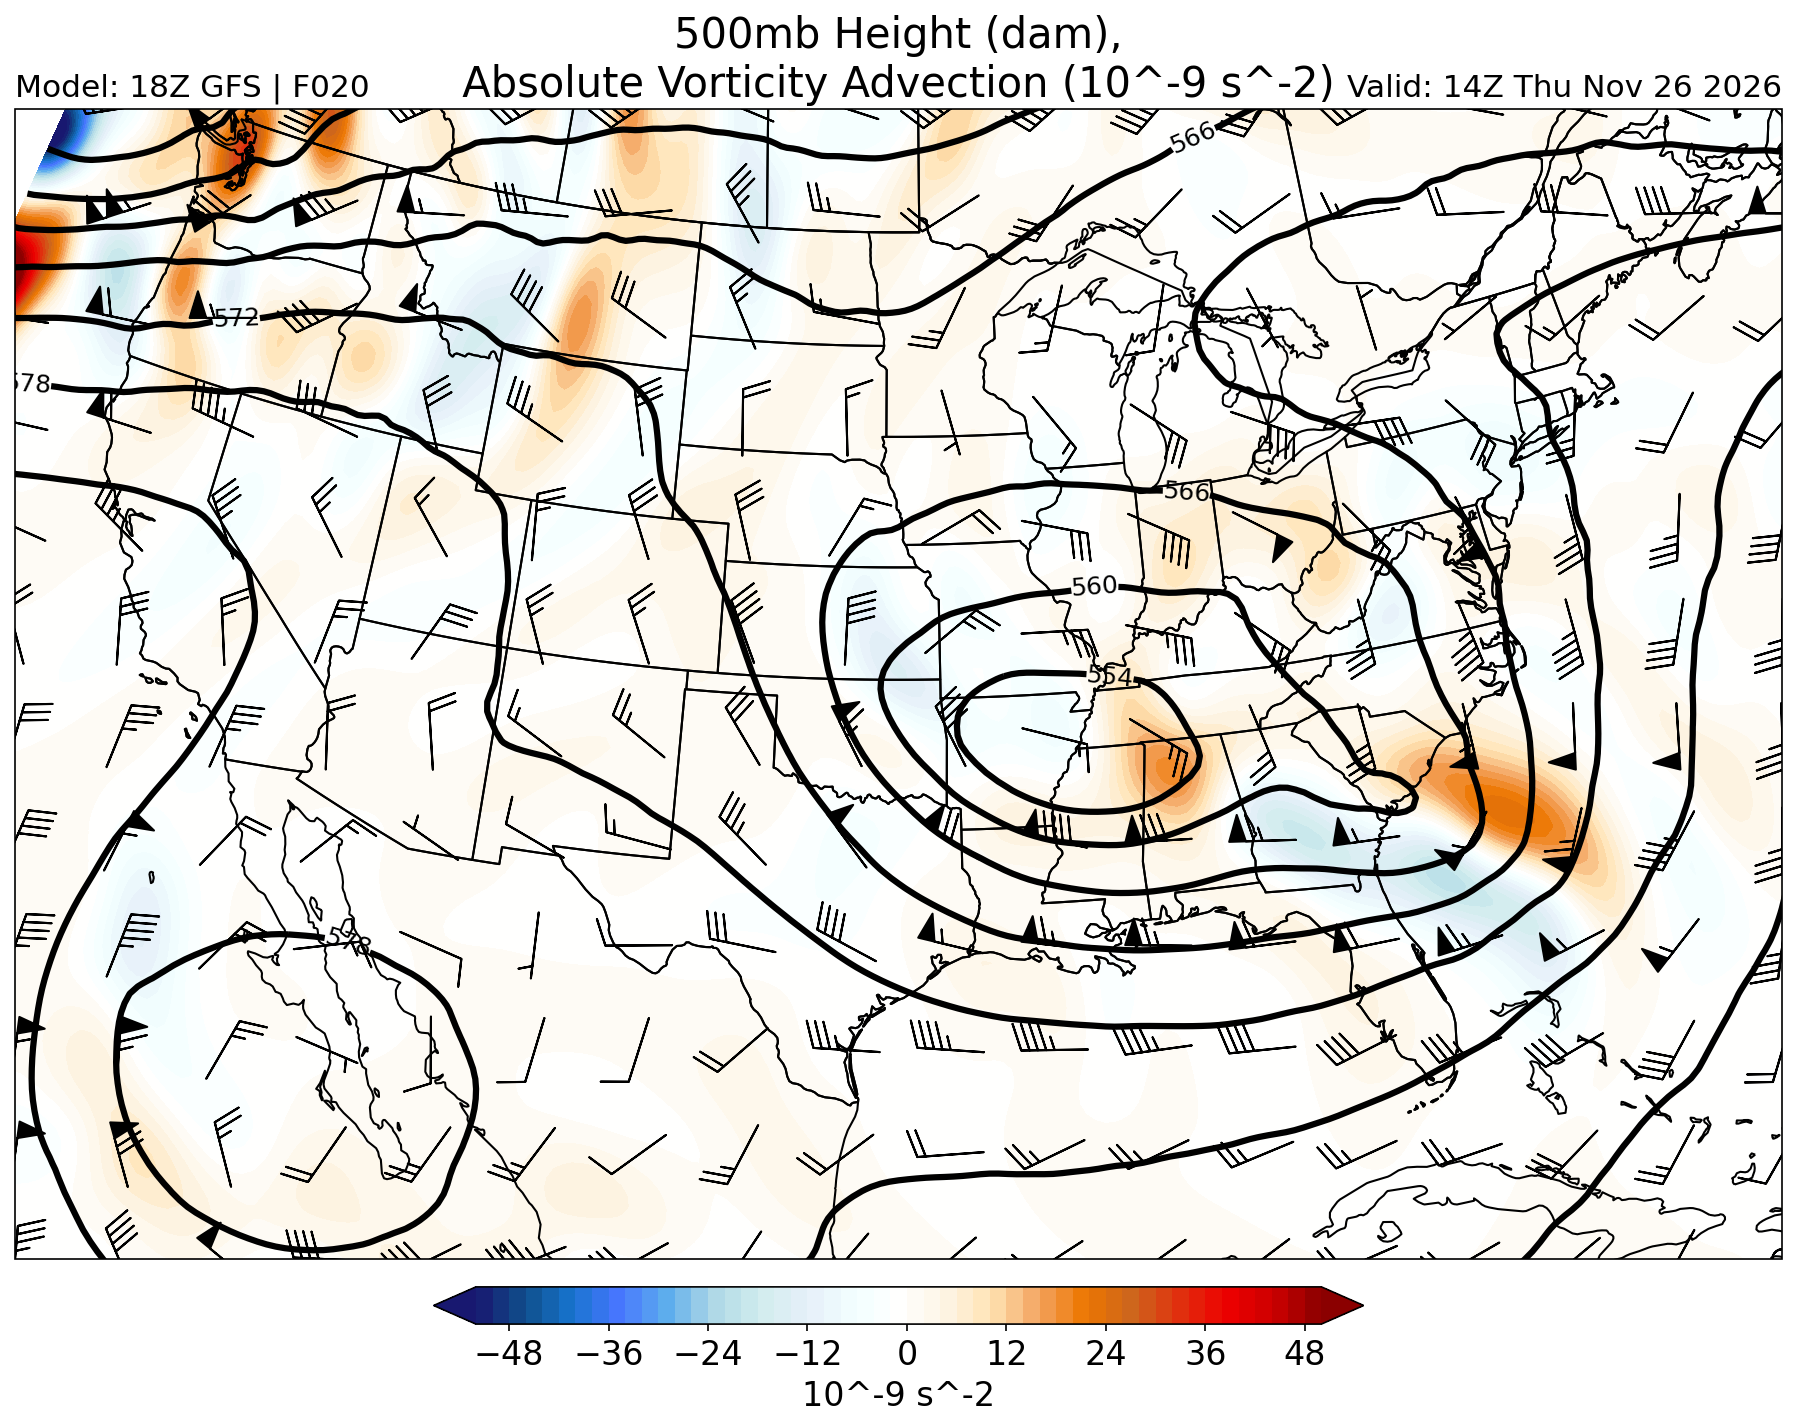 500mb Height (dam),
Model: 18Z GFS | F020
Absolute Vorticity Advection (10^-9 s^-2)
Valid: 14Z Thu Nov 26 2026
566
572
578
566
560
554
578
−48 −36 −24 −12 0 12 24 36 48
10^-9 s^-2